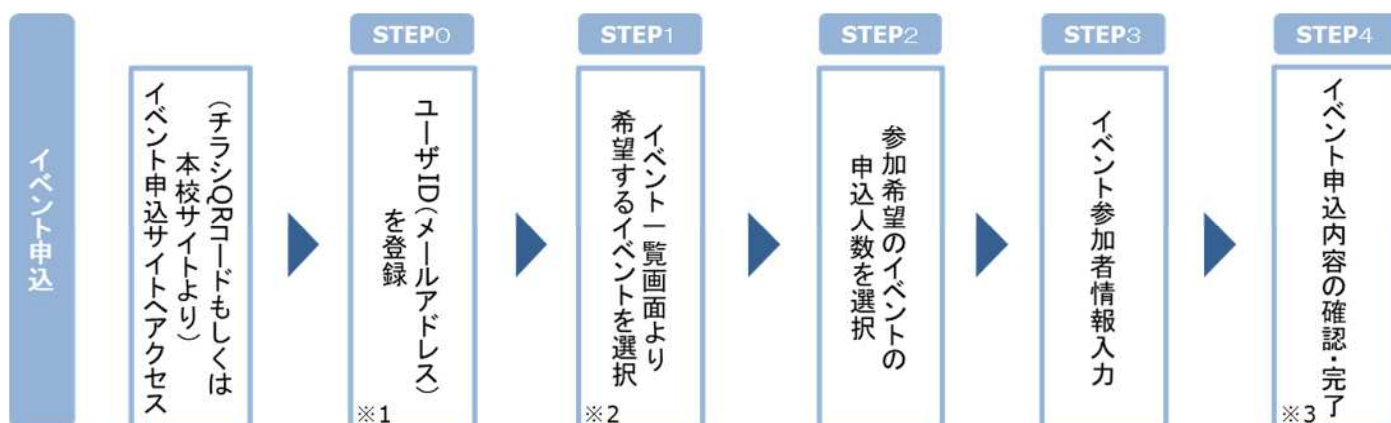 イベント申込
(チラシQRコードもしくは
本校サイトより)
イベント申込サイトへアクセス
STEP0
ユーザID(メールアドレス)
を登録
※1
STEP1
イベント一覧画面より
希望するイベントを選択
※2
STEP2
参加希望のイベントの
申込人数を選択
STEP3
イベント参加者情報入力
STEP4
イベント申込内容の確認・完了
※3